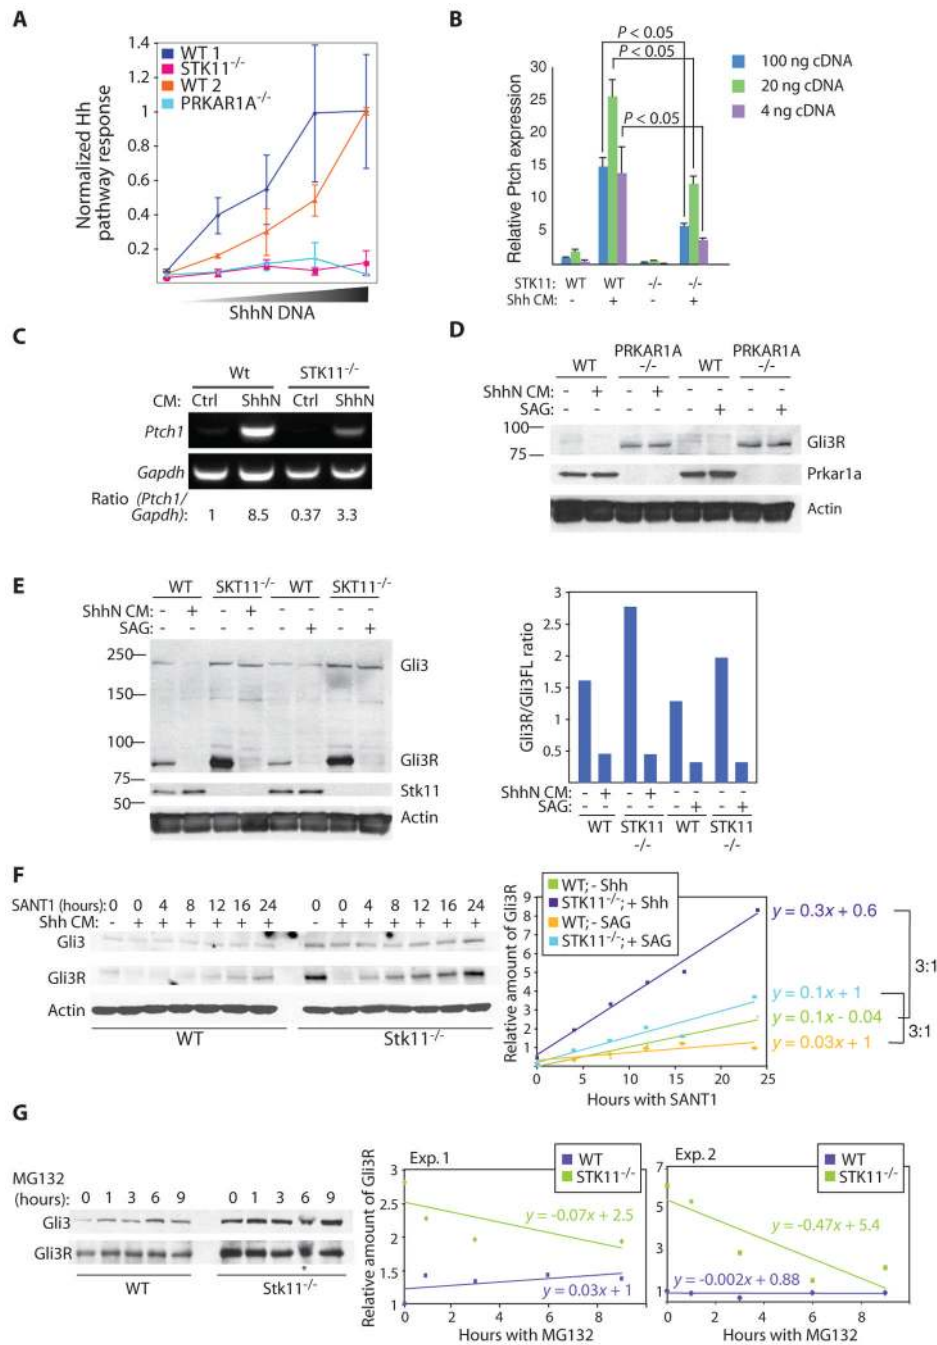 A
1.4
1.2
1
0.8
0.6
0.4
0.2
Normalized Hh
pathway response
WT 1
STK11-/-
WT 2
PRKAR1A-/-
ShhN DNA
B
P < 0.05
P < 0.05
P < 0.05
100 ng cDNA
20 ng cDNA
4 ng cDNA
Relative Ptch expression
30
25
20
15
10
5
STK11: WT WT -/- -/-
Shh CM: - + - +
C
Wt STK11-/-
CM: Ctrl ShhN Ctrl ShhN
Ptch1
Gapdh
Ratio (Ptch1/
Gapdh): 1 8.5 0.37 3.3
D
PRKAR1A PRKAR1A
WT -/- WT -/-
ShhN CM: - + - +
SAG: - + - +
100
75
Gli3R
Prkar1a
Actin
E
WT SKT11-/- WT SKT11-/-
ShhN CM: - + - +
SAG: - + - +
250
150
100
75
50
Gli3
Gli3R
Stk11
Actin
Gli3R/Gli3FL ratio
3
2.5
2
1.5
1
0.5
ShhN CM: - + - +
SAG: - + - +
WT STK11 WT STK11
-/- -/-
F
SANT1 (hours): - 0 4 8 12 16 24 0 0 4 8 12 16 24
Shh CM: - + + + + + + - + + + + + +
Gli3
Gli3R
Actin
WT Stk11-/-
Relative amount of Gli3R
9
8
7
6
5
4
3
2
1
WT; - Shh
STK11-/-; + Shh
WT; - SAG
STK11-/-; + SAG
y = 0.3x + 0.6
y = 0.1x + 1
y = 0.1x - 0.04
y = 0.03x + 1
3:1
3:1
0 5 10 15 20 25
Hours with SANT1
G
MG132
(hours): 0 1 3 6 9 0 1 3 6 9
Gli3
Gli3R
WT Stk11-/-
Relative amount of Gli3R
Exp. 1
3
2.5
2
1.5
1
WT
STK11-/-
y = -0.07x + 2.5
y = 0.03x + 1
0 2 4 6 8
Hours with MG132
Exp. 2
7
5
3
1
WT
STK11-/-
y = -0.47x + 5.4
y = -0.002x + 0.88
0 2 4 6 8
Hours with MG132